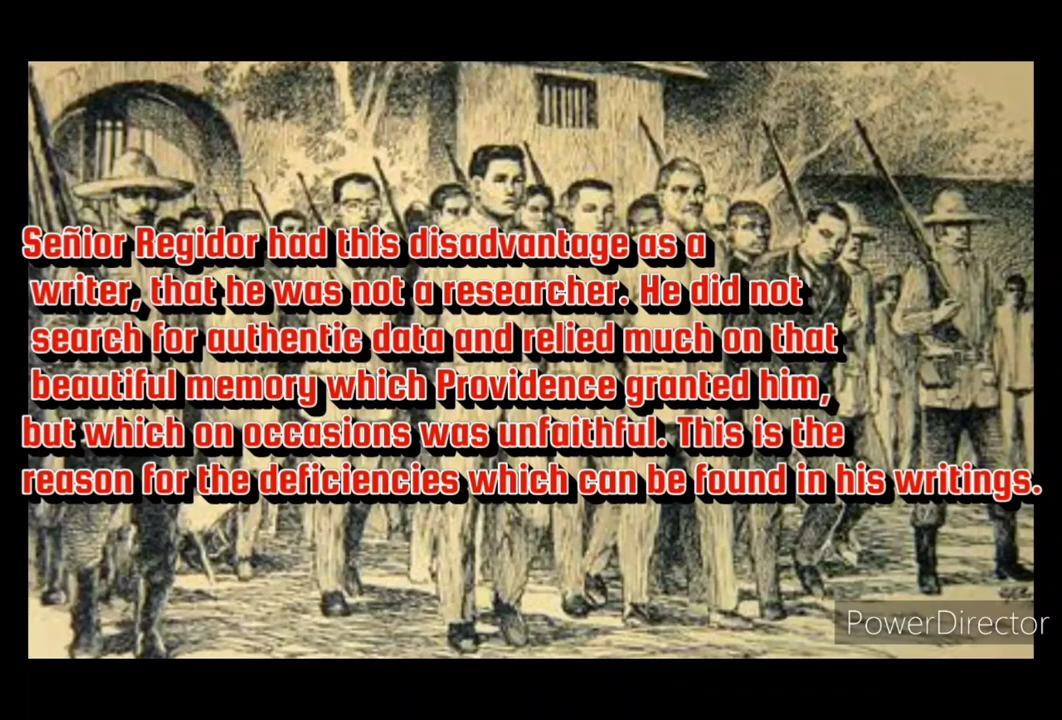 Señior Regidor had this disadvantage as a
writer, that he was not a researcher. He did not
search for authentic data and relied much on that
beautiful memory which Providence granted him,
but which on occasions was unfaithful. This is the
reason for the deficiencies which can be found in his writings.
PowerDirector